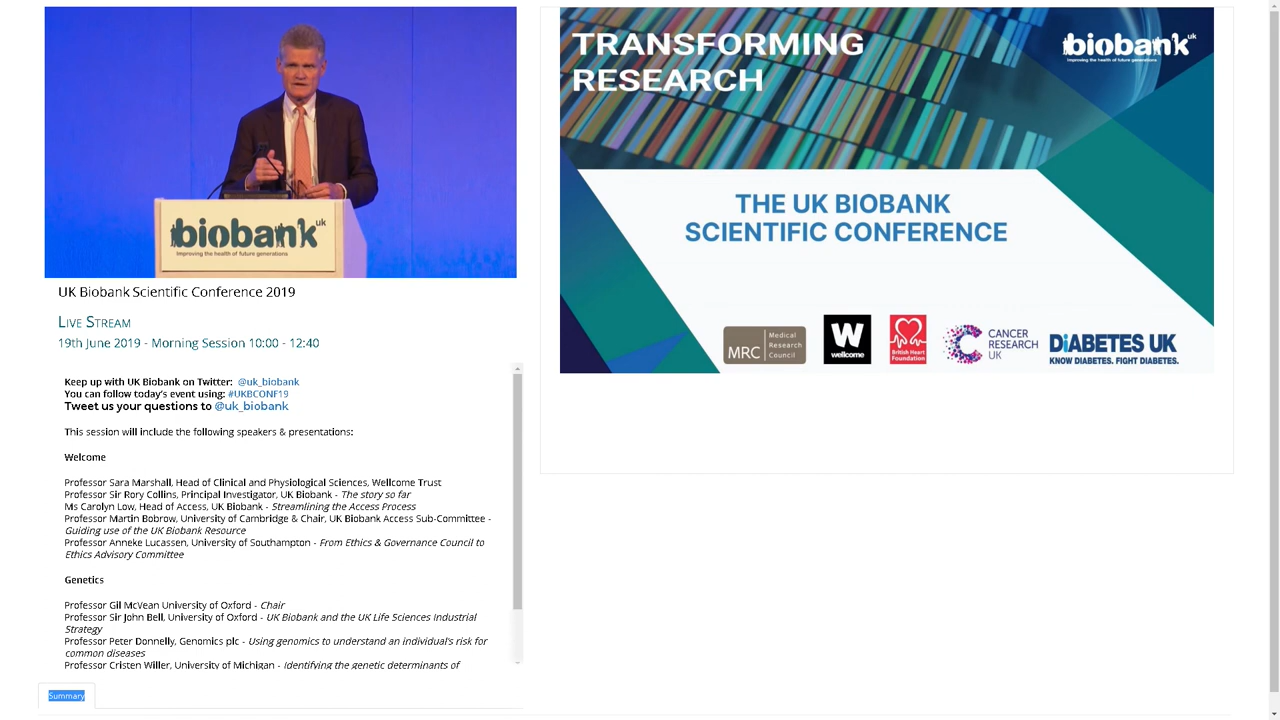 biobank uk
Improving the health of future generations
UK Biobank Scientific Conference 2019
LIVE STREAM
19th June 2019 - Morning Session 10:00 - 12:40
Keep up with UK Biobank on Twitter: @uk_biobank
You can follow today's event using: #UKBCONF19
Tweet us your questions to @uk_biobank
This session will include the following speakers & presentations:
Welcome
Professor Sara Marshall, Head of Clinical and Physiological Sciences, Wellcome Trust
Professor Sir Rory Collins, Principal Investigator, UK Biobank - The story so far
Ms Carolyn Low, Head of Access, UK Biobank - Streamlining the Access Process
Professor Martin Bobrow, University of Cambridge & Chair, UK Biobank Access Sub-Committee -
Guiding use of the UK Biobank Resource
Professor Anneke Lucassen, University of Southampton - From Ethics & Governance Council to
Ethics Advisory Committee
Genetics
Professor Gil McVean University of Oxford - Chair
Professor Sir John Bell, University of Oxford - UK Biobank and the UK Life Sciences Industrial
Strategy
Professor Peter Donnelly, Genomics plc - Using genomics to understand an individual's risk for
common diseases
Professor Cristen Willer, University of Michigan - Identifying the genetic determinants of
Summary
TRANSFORMING
RESEARCH
biobank uk
Improving the health of future generations
THE UK BIOBANK
SCIENTIFIC CONFERENCE
MRC
Medical
Research
Council
W
wellcome
British Heart
Foundation
CANCER
RESEARCH
UK
DiABETES UK
KNOW DIABETES. FIGHT DIABETES.